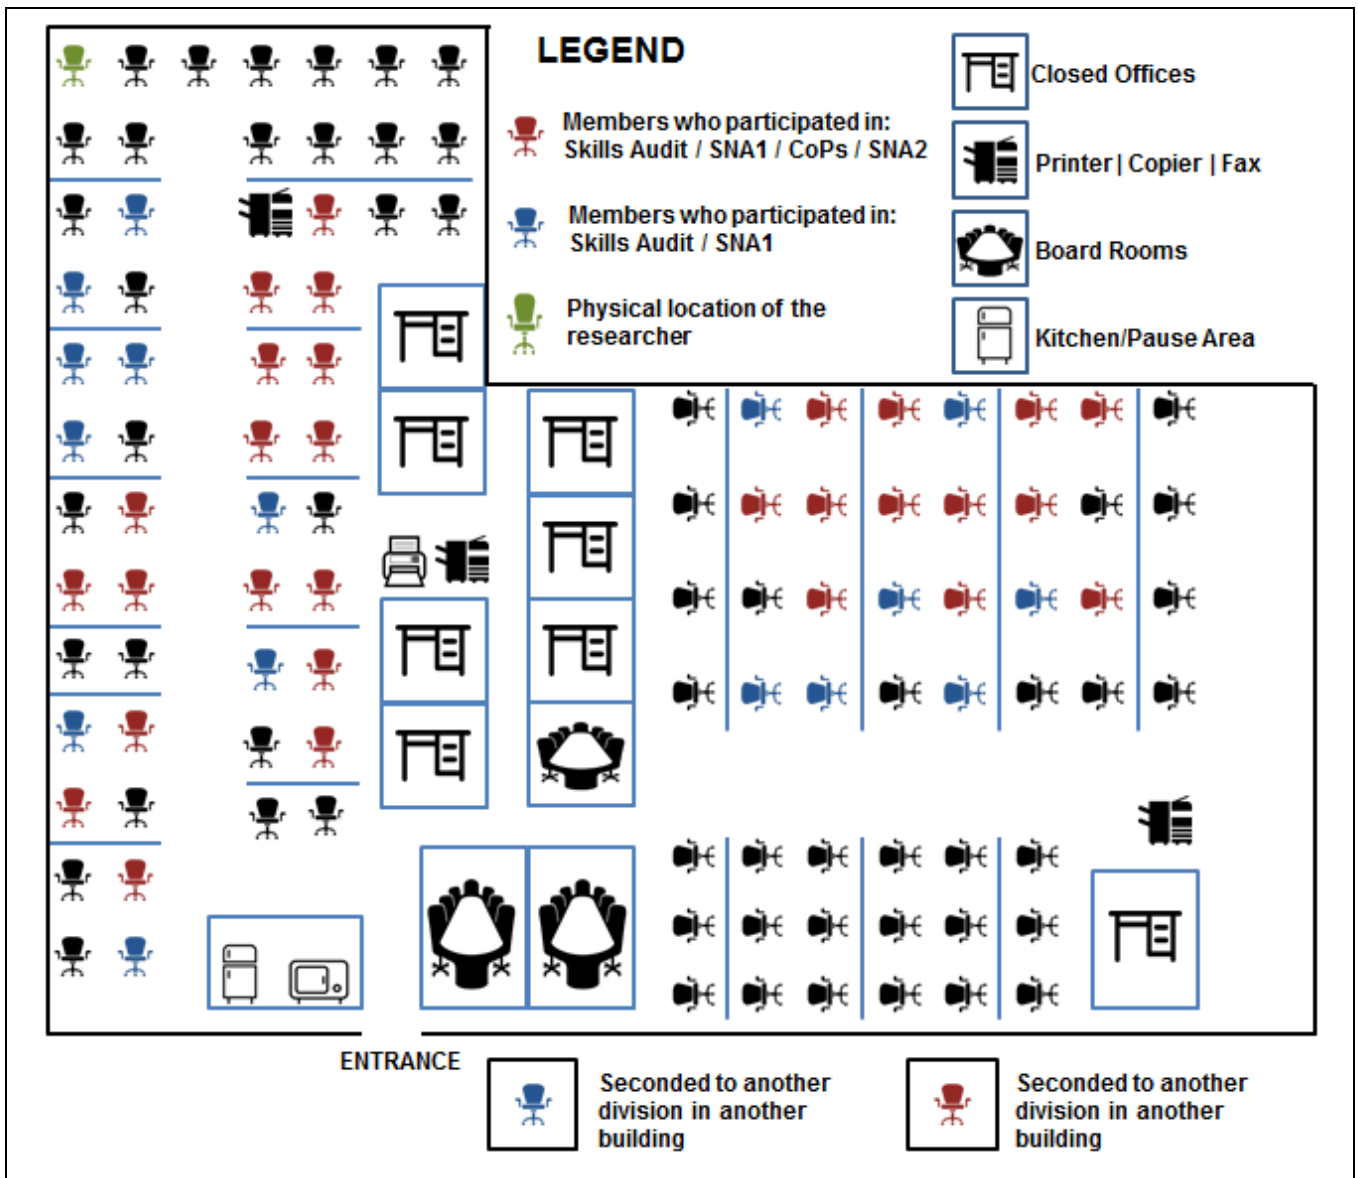 LEGEND
Members who participated in:
Skills Audit / SNA1 / CoPs / SNA2
Members who participated in:
Skills Audit / SNA1
Physical location of the
researcher
Closed Offices
Printer | Copier | Fax
Board Rooms
Kitchen/Pause Area
ENTRANCE
Seconded to another
division in another
building
Seconded to another
division in another
building